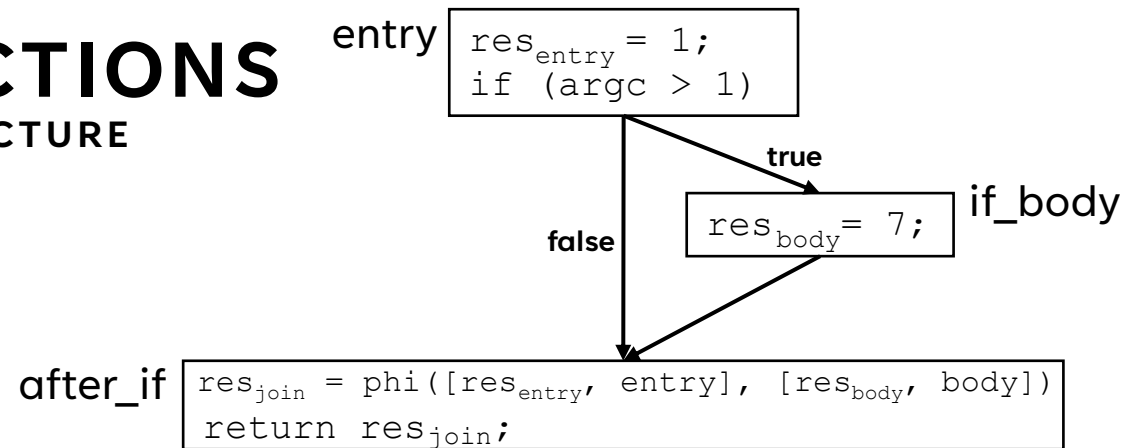 CTIONS
CTURE
entry
res_entry = 1;
if (argc > 1)
true
if_body
res_body = 7;
false
after_if
res_join = phi([res_entry, entry], [res_body, body])
return res_join;